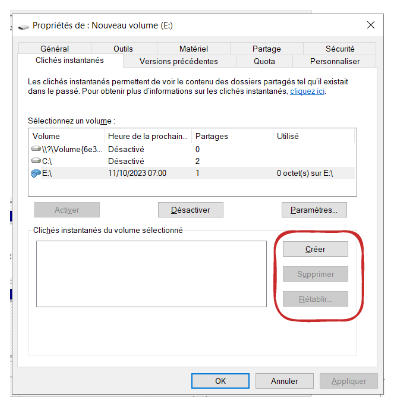 Propriétés de : Nouveau volume (E:)
Général Outils Matériel Partage Sécurité
Clichés instantanés Versions précédentes Quota Personnaliser
Les clichés instantanés permettent de voir le contenu des dossiers partagés tel qu'il existait
dans le passé. Pour obtenir plus d'informations sur les clichés instantanés, cliquez ici.
Sélectionnez un volume :
Volume Heure de la prochain... Partages Utilisé
\\?\Volume{6e3... Désactivé 0
C:\ Désactivé 2
E:\ 11/10/2023 07:00 1 0 octet(s) sur E:\
Activer Désactiver Paramètres...
Clichés instantanés du volume sélectionné
Créer
Supprimer
Rétablir...
OK Annuler Appliquer